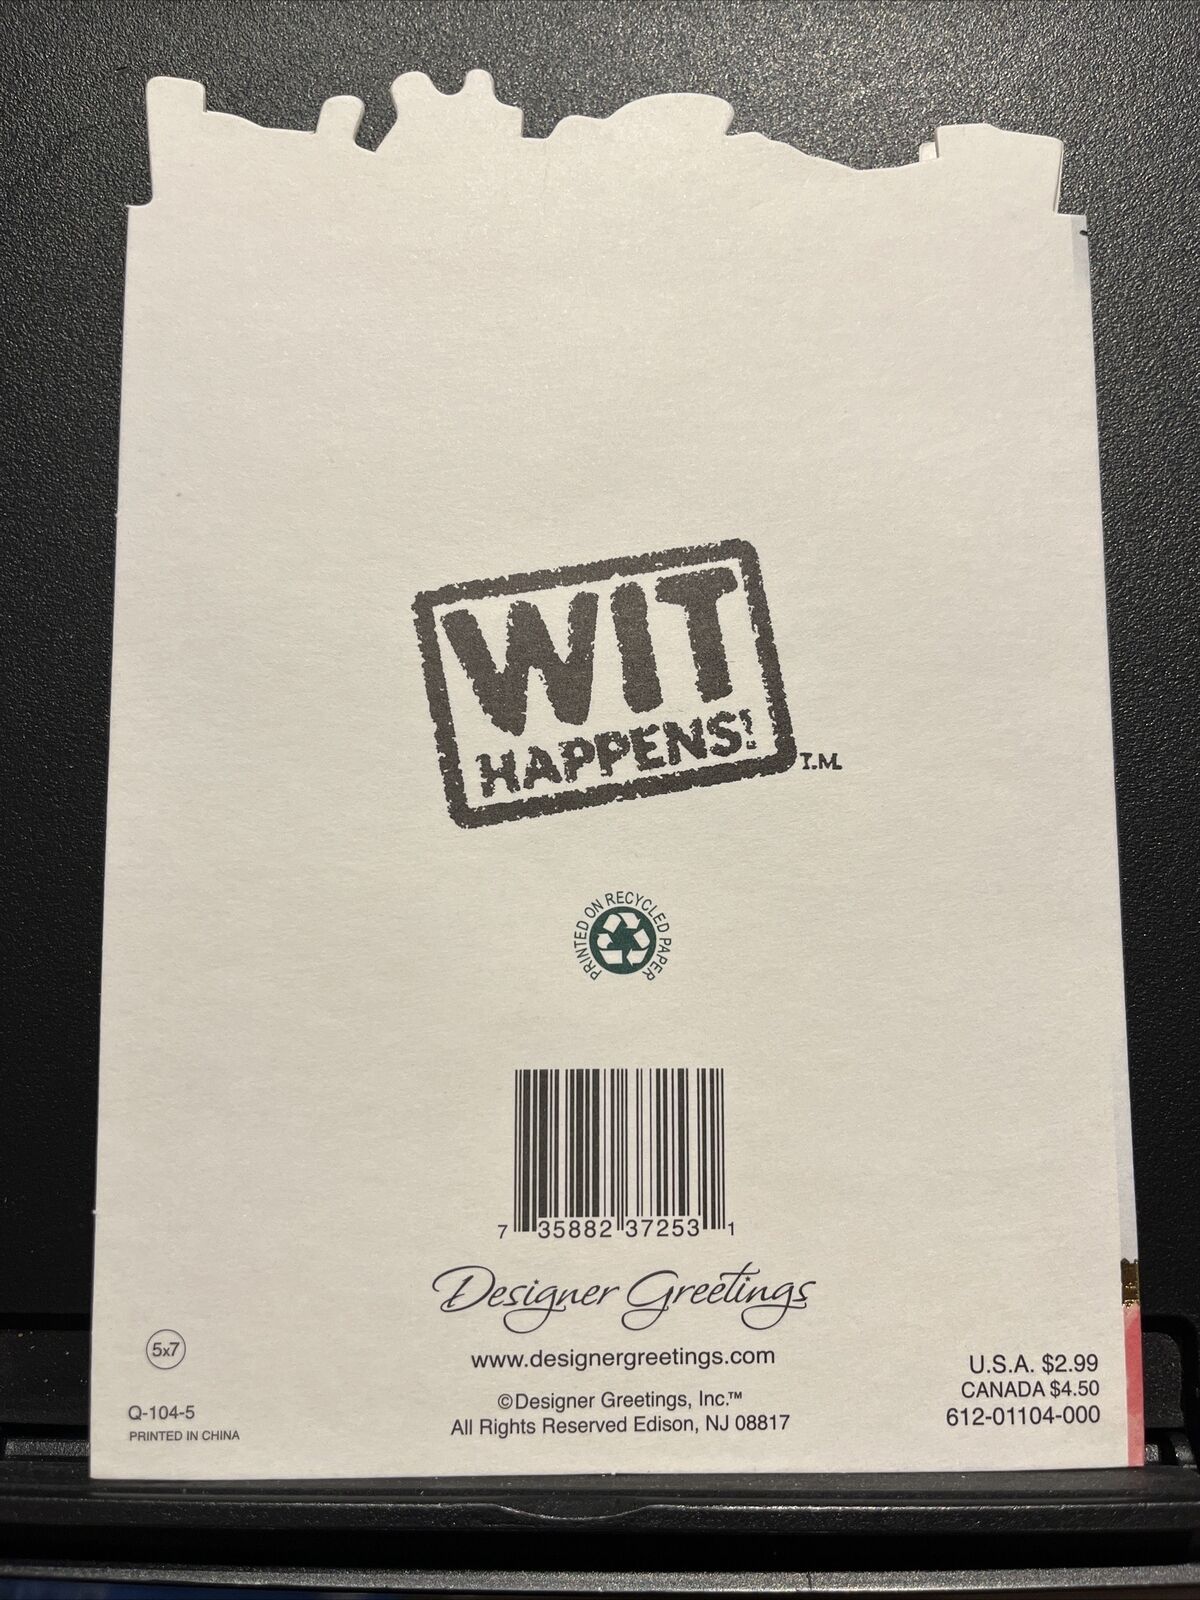 WIT
HAPPENS!
T.M.
PRINTED ON RECYCLED PAPER
7 35882 37253 1
Designer Greetings
www.designergreetings.com
5x7
U.S.A. $2.99
CANADA $4.50
©Designer Greetings, Inc.™
Q-104-5
All Rights Reserved Edison, NJ 08817
612-01104-000
PRINTED IN CHINA